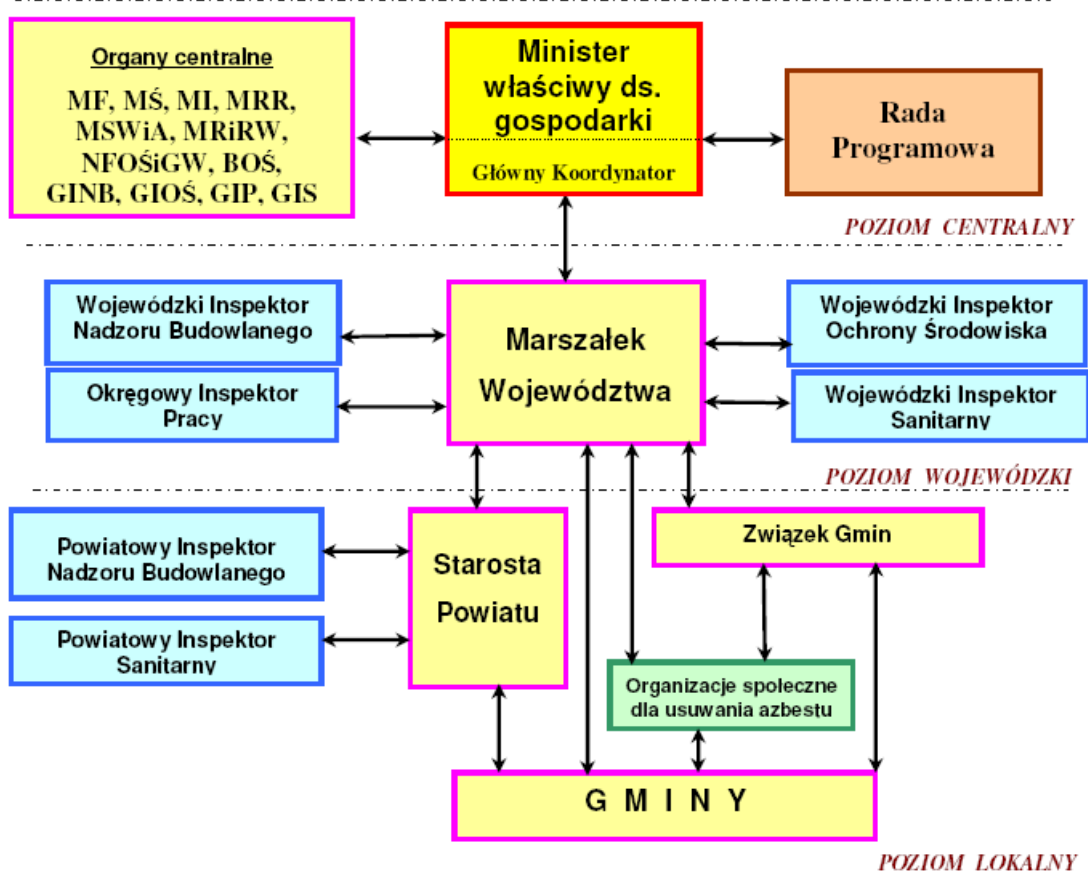 Organy centralne
MF, MŚ, MI, MRR,
MSWiA, MRiRW,
NFOŚiGW, BOŚ,
GINB, GIOŚ, GIP, GIS
Minister
właściwy ds.
gospodarki
Główny Koordynator
Rada
Programowa
POZIOM CENTRALNY
Wojewódzki Inspektor
Nadzoru Budowlanego
Okręgowy Inspektor
Pracy
Marszałek
Województwa
Wojewódzki Inspektor
Ochrony Środowiska
Wojewódzki Inspektor
Sanitarny
POZIOM WOJEWÓDZKI
Powiatowy Inspektor
Nadzoru Budowlanego
Powiatowy Inspektor
Sanitarny
Starosta
Powiatu
Związek Gmin
Organizacje społeczne
dla usuwania azbestu
G M I N Y
POZIOM LOKALNY